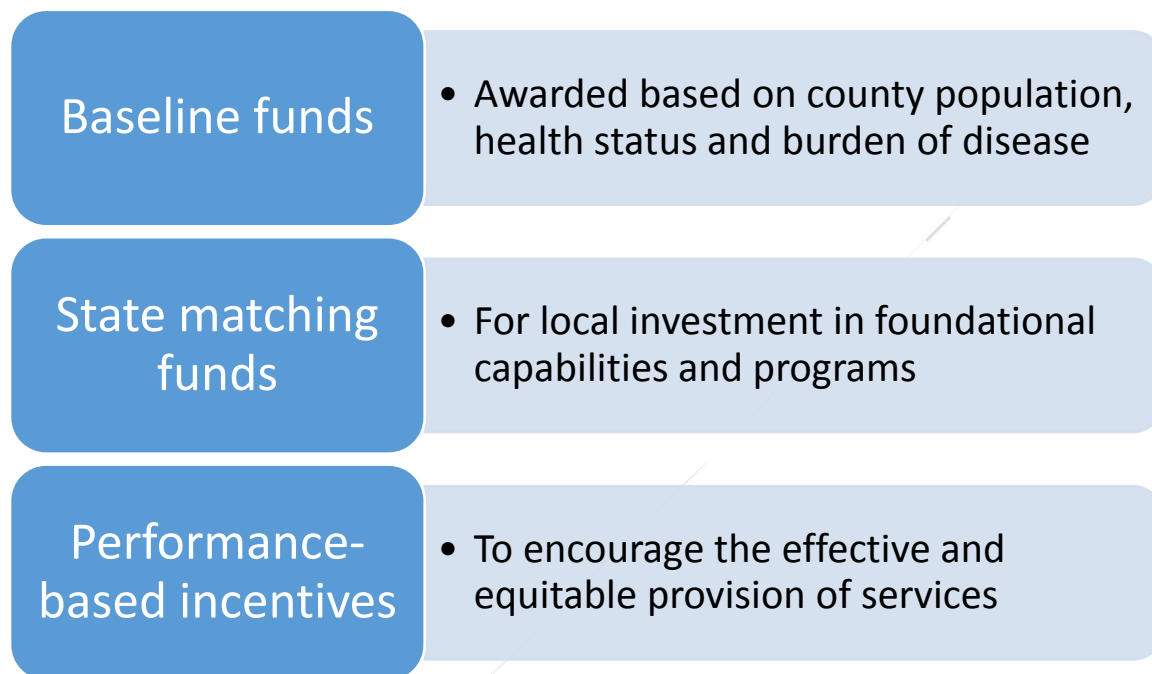 Baseline funds
• Awarded based on county population,
health status and burden of disease
State matching
funds
• For local investment in foundational
capabilities and programs
Performance-
based incentives
• To encourage the effective and
equitable provision of services